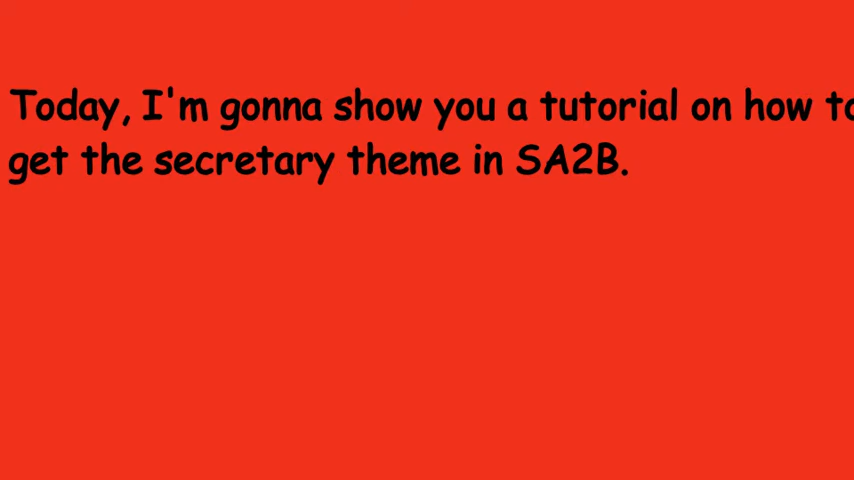 Today, I'm gonna show you a tutorial on how to
get the secretary theme in SA2B.